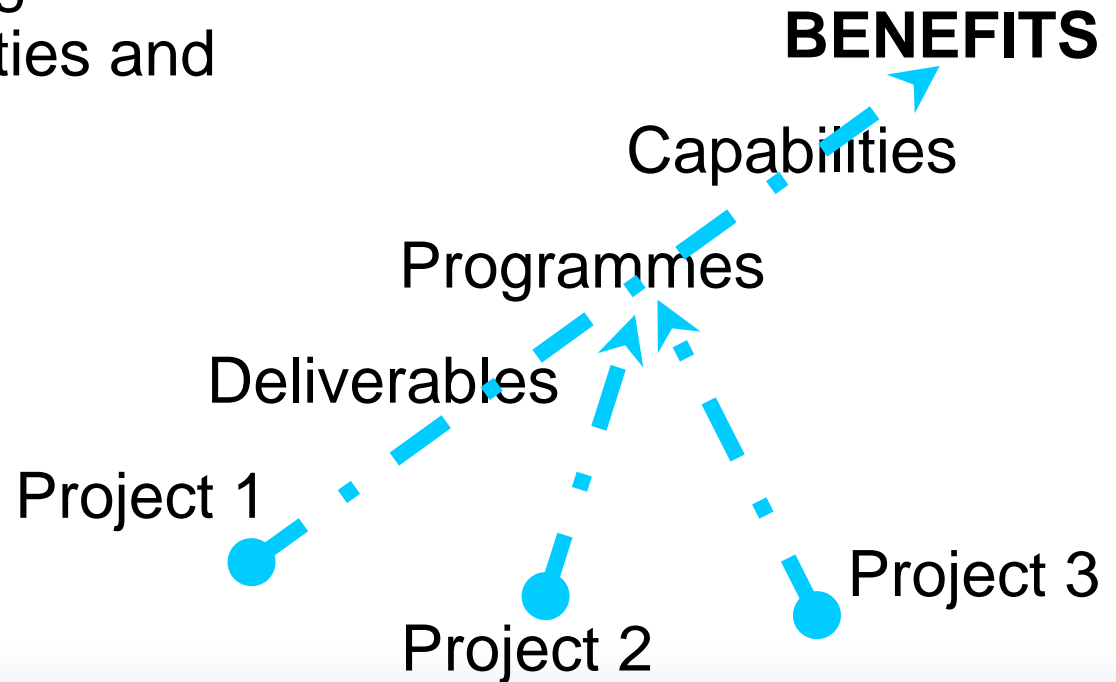 ties and
BENEFITS
Capabilities
Programmes
Deliverables
Project 1
Project 3
Project 2